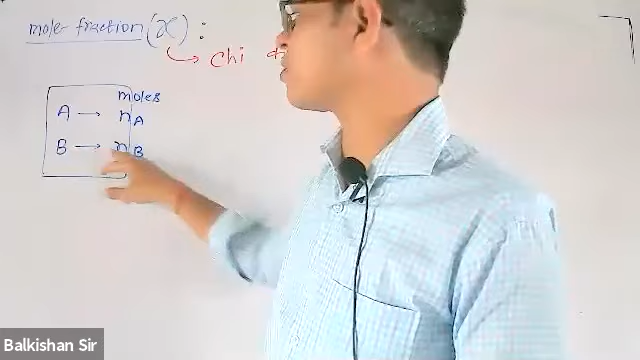 mole fraction (x) :
↳ Chi
moles
A → nA
B → nB
Balkishan Sir